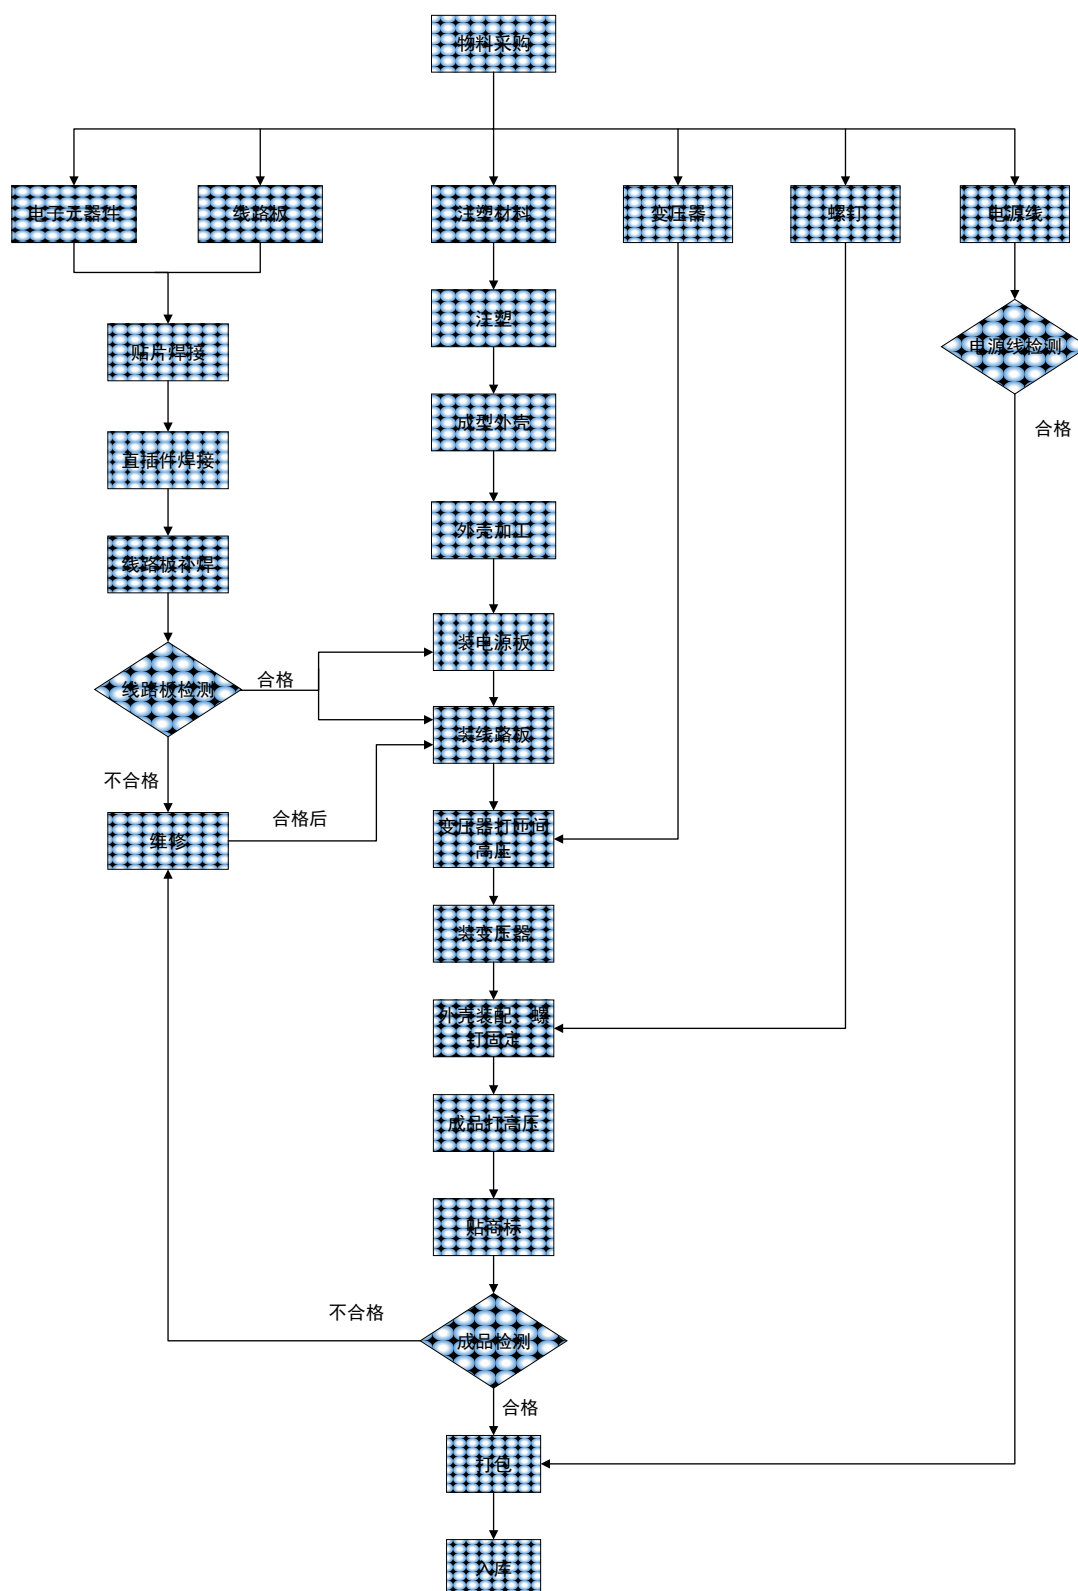 物料采购
电子元器件
线路板
注塑材料
变压器
螺钉
电源线
贴片焊接
注塑
电源线检测
合格
直插件焊接
成型外壳
线路板补焊
外壳加工
线路板检测
合格
装电源板
装线路板
不合格
维修
合格后
变压器打匝间
高压
装变压器
外壳装配、螺
钉固定
成品打高压
贴商标
不合格
成品检测
合格
打包
入库